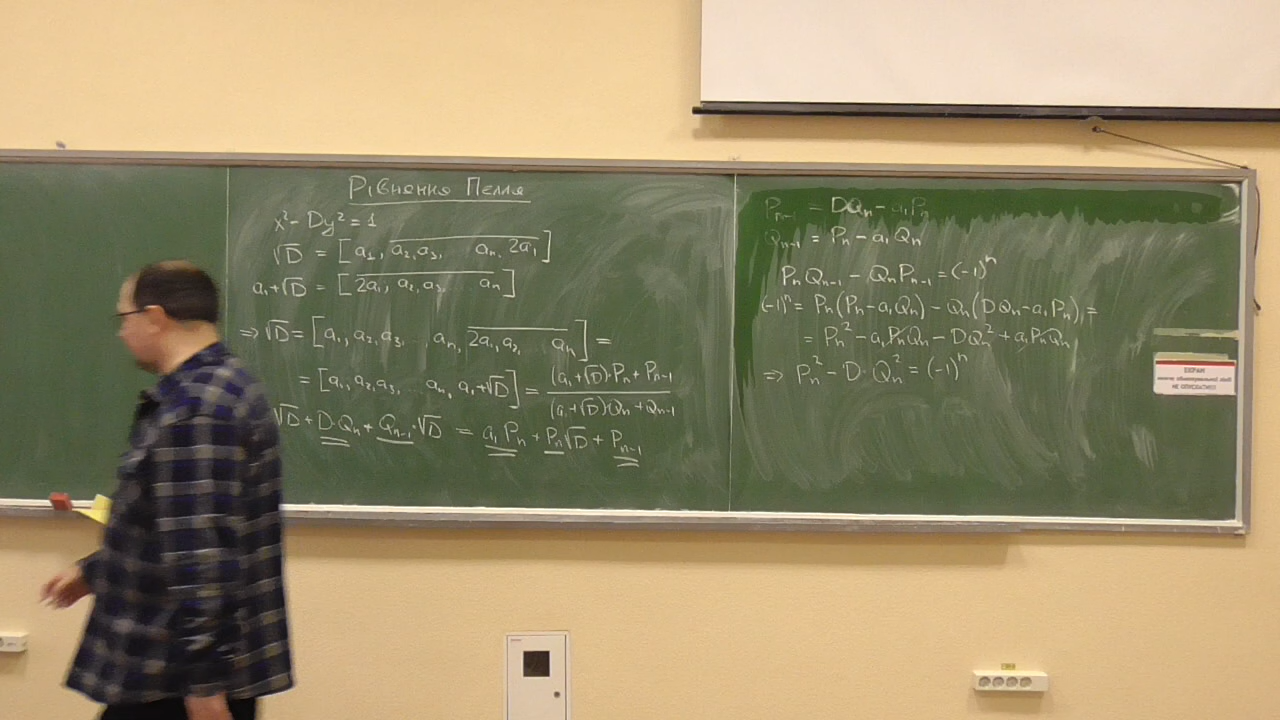 Рівняння Пелля
x² - Dy² = 1
√D = [a₁, a₂, a₃, aₙ, 2a₁]
a₁+√D = [2a₁, a₂, a₃, aₙ]
⇒ √D = [a₁, a₂, a₃, ... aₙ, 2a₁, a₂, aₙ] =
= [a₁, a₂, a₃, aₙ, a₁+√D] = ((a₁+√D)·Pₙ + Pₙ₋₁)/((a₁+√D)Qₙ + Qₙ₋₁)
√D + D·Qₙ + Qₙ₋₁·√D = a₁Pₙ + Pₙ√D + Pₙ₋₁
Pₙ₋₁ = DQₙ - a₁Pₙ
Qₙ₋₁ = Pₙ - a₁Qₙ
PₙQₙ₋₁ - QₙPₙ₋₁ = (-1)ⁿ
(-1)ⁿ = Pₙ(Pₙ - a₁Qₙ) - Qₙ(DQₙ - a₁Pₙ) =
= Pₙ² - a₁PₙQₙ - DQₙ² + a₁PₙQₙ
⇒ Pₙ² - D·Qₙ² = (-1)ⁿ